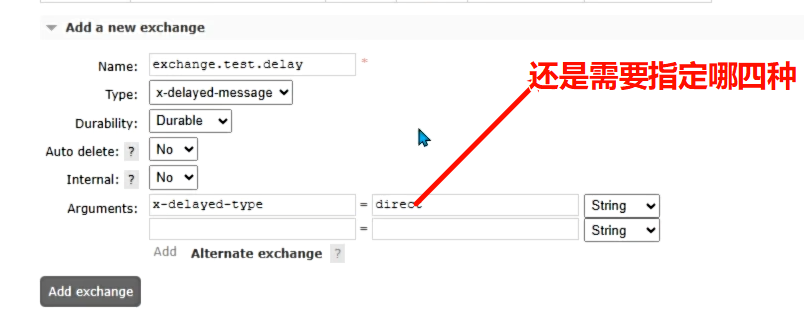 Add a new exchange
Name: exchange.test.delay *
还是需要指定哪四种
Type: x-delayed-message
Durability: Durable
Auto delete: ? No
Internal: ? No
Arguments: x-delayed-type = direct String
= String
Add Alternate exchange ?
Add exchange